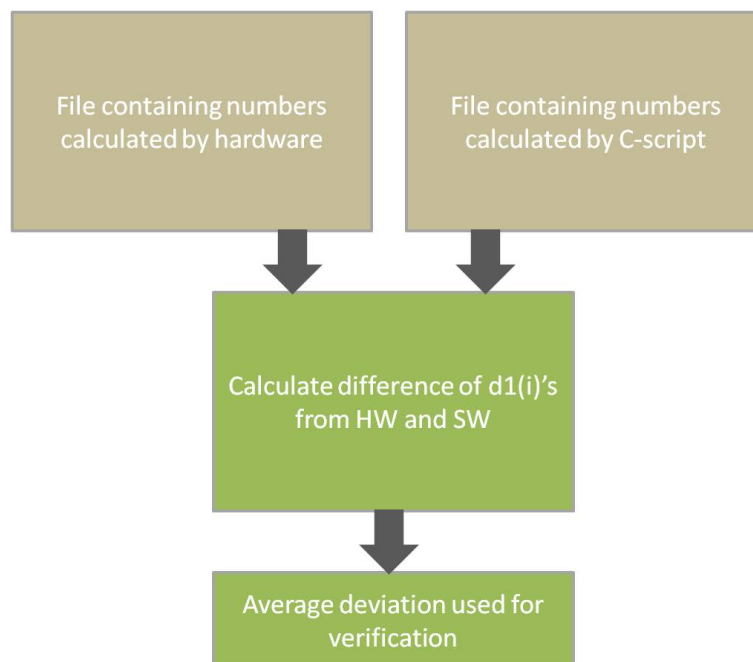 File containing numbers
calculated by hardware
File containing numbers
calculated by C-script
Calculate difference of d1(i)’s
from HW and SW
Average deviation used for
verification